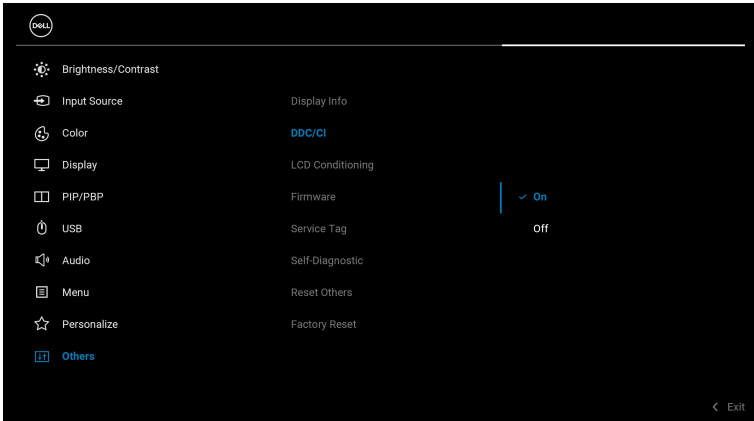 DELL
Brightness/Contrast
Input Source
Color
Display
PIP/PBP
USB
Audio
Menu
Personalize
Others
Display Info
DDC/CI
LCD Conditioning
Firmware
Service Tag
Self-Diagnostic
Reset Others
Factory Reset
On
Off
Exit